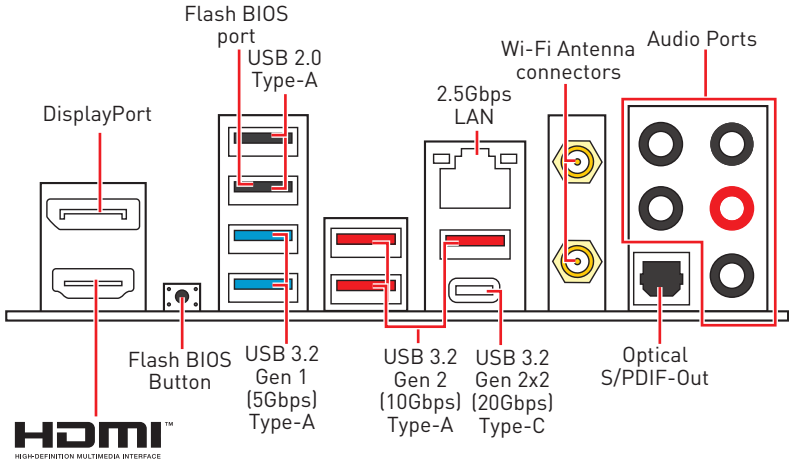 Flash BIOS
port
USB 2.0
Type-A
Wi-Fi Antenna
connectors
Audio Ports
2.5Gbps
LAN
DisplayPort
Flash BIOS
Button
USB 3.2
Gen 1
(5Gbps)
Type-A
USB 3.2
Gen 2
(10Gbps)
Type-A
USB 3.2
Gen 2x2
(20Gbps)
Type-C
Optical
S/PDIF-Out
HDMI™
HIGH-DEFINITION MULTIMEDIA INTERFACE